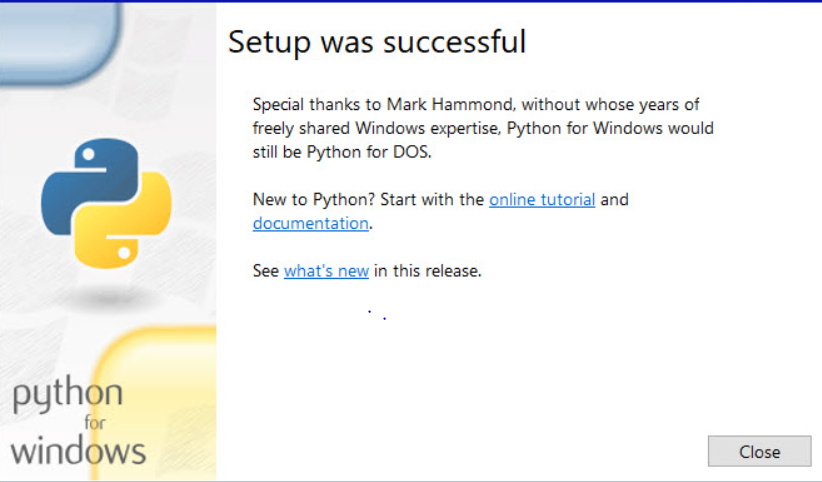 Setup was successful
Special thanks to Mark Hammond, without whose years of
freely shared Windows expertise, Python for Windows would
still be Python for DOS.
New to Python? Start with the online tutorial and
documentation.
See what's new in this release.
python
for
windows
Close